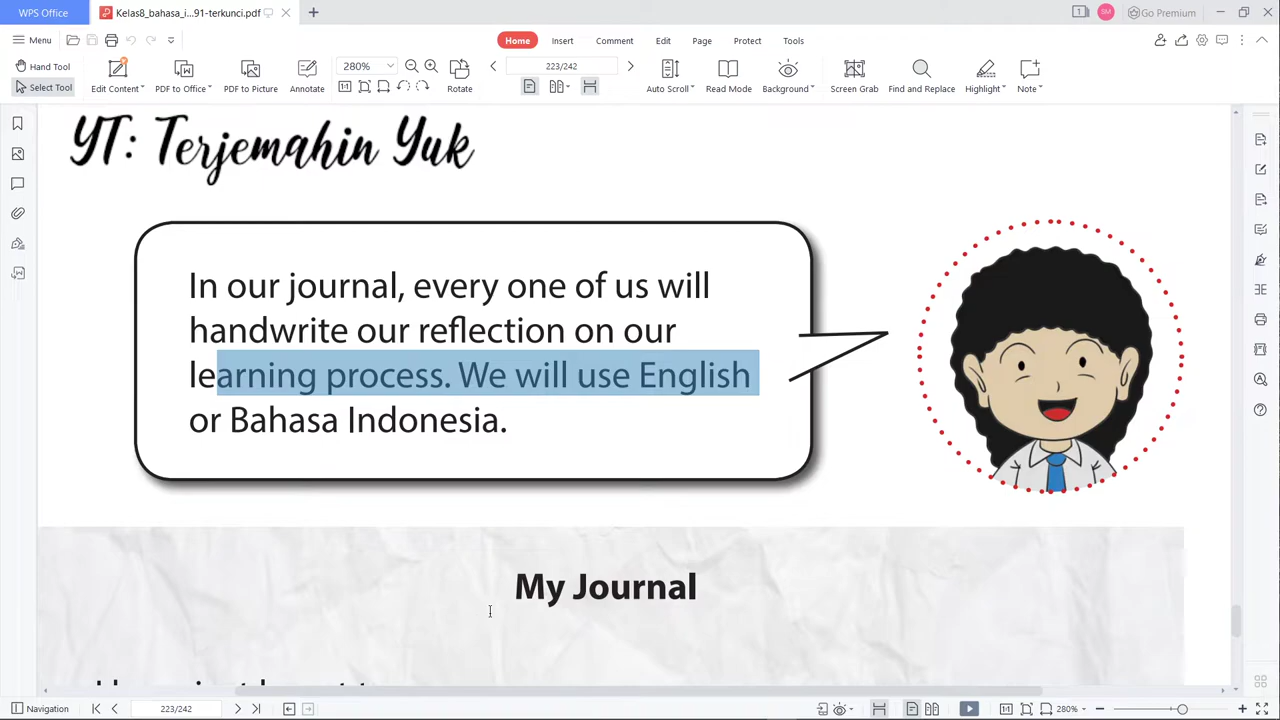 WPS Office
Kelas8_bahasa_i...91-terkunci.pdf
1
SM
Go Premium
Menu
Home
Insert
Comment
Edit
Page
Protect
Tools
Hand Tool
Select Tool
Edit Content
PDF to Office
PDF to Picture
Annotate
280%
Rotate
223/242
Auto Scroll
Read Mode
Background
Screen Grab
Find and Replace
Highlight
Note
YT: Terjemahin Yuk
In our journal, every one of us will
handwrite our reflection on our
learning process. We will use English
or Bahasa Indonesia.
My Journal
Navigation
223/242
280%